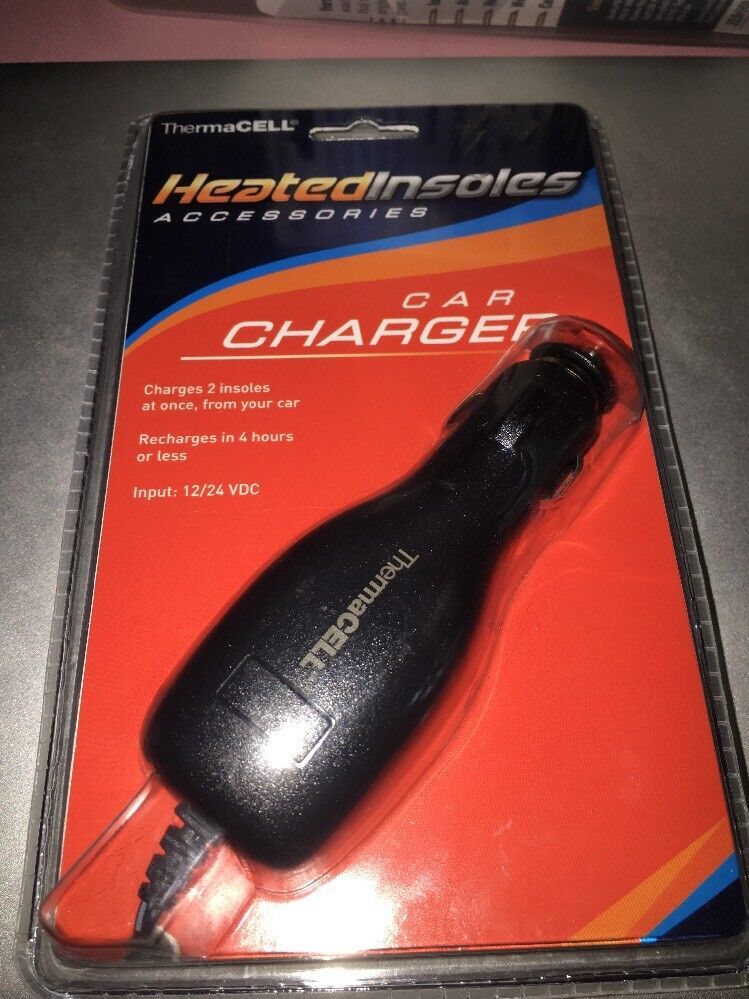 ThermaCELL®
HeatedInsoles
ACCESSORIES
CAR
CHARGER
Charges 2 insoles
at once, from your car
Recharges in 4 hours
or less
Input: 12/24 VDC
ThermaCELL